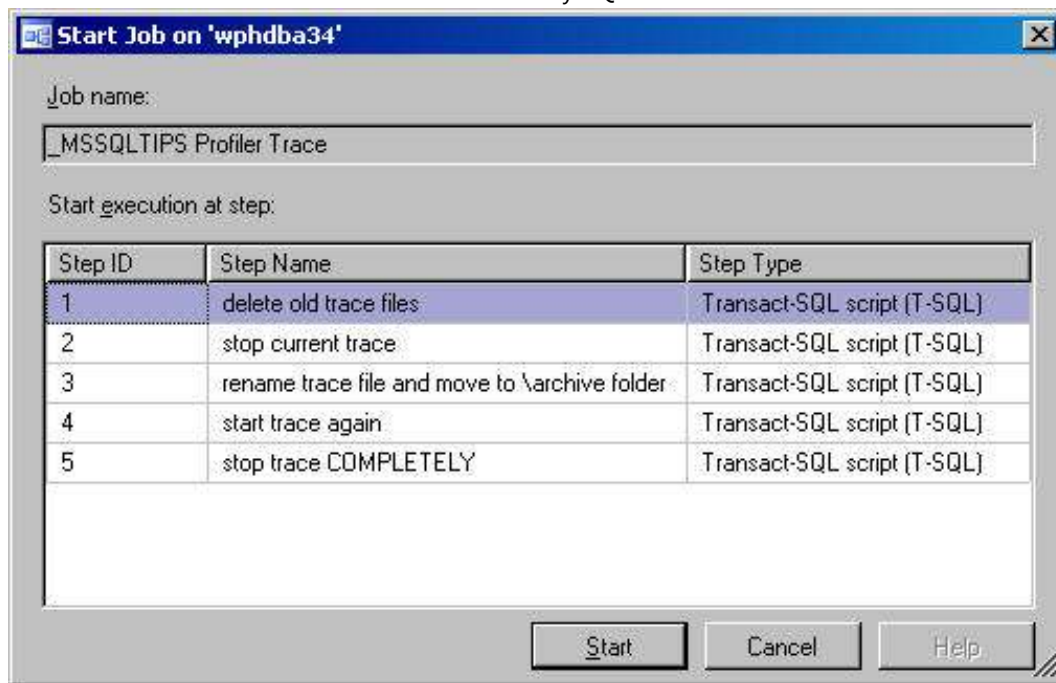 Start Job on 'wphdba34'
Job name:
_MSSQLTIPS Profiler Trace
Start execution at step:
Step ID Step Name Step Type
1 delete old trace files Transact-SQL script (T-SQL)
2 stop current trace Transact-SQL script (T-SQL)
3 rename trace file and move to \archive folder Transact-SQL script (T-SQL)
4 start trace again Transact-SQL script (T-SQL)
5 stop trace COMPLETELY Transact-SQL script (T-SQL)
Start Cancel Help